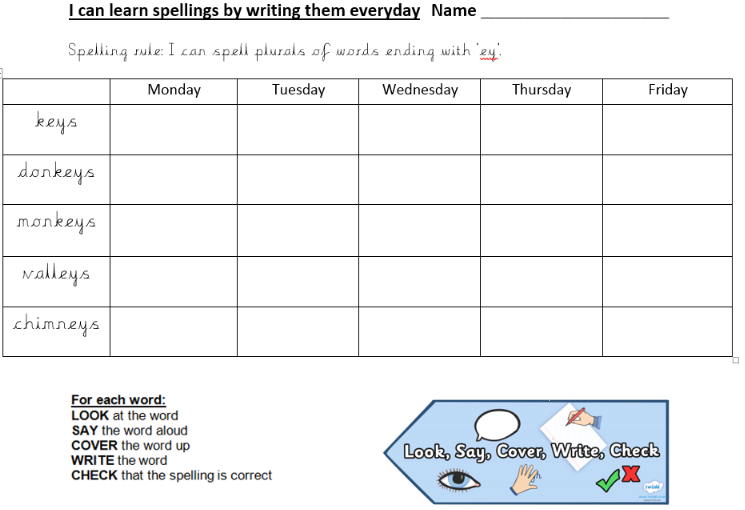 I can learn spellings by writing them everyday Name
Spelling rule: I can spell plurals of words ending with 'ey'.
Monday Tuesday Wednesday Thursday Friday
keys
donkeys
monkeys
valleys
chimneys
For each word:
LOOK at the word
SAY the word aloud
COVER the word up
WRITE the word
CHECK that the spelling is correct
Look, Say, Cover, Write, Check
twinkl